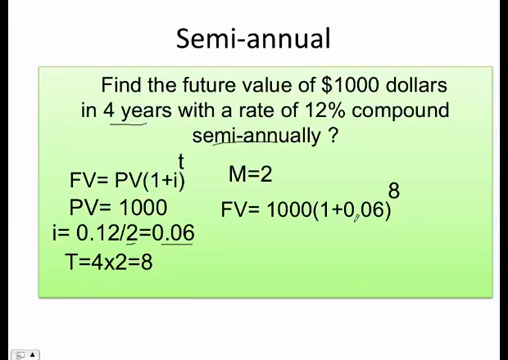 Semi-annual
Find the future value of $1000 dollars
in 4 years with a rate of 12% compound
semi-annually ?
t
FV= PV(1+i)
M=2
8
PV= 1000
FV= 1000(1+0.06)
i= 0.12/2=0.06
T=4x2=8